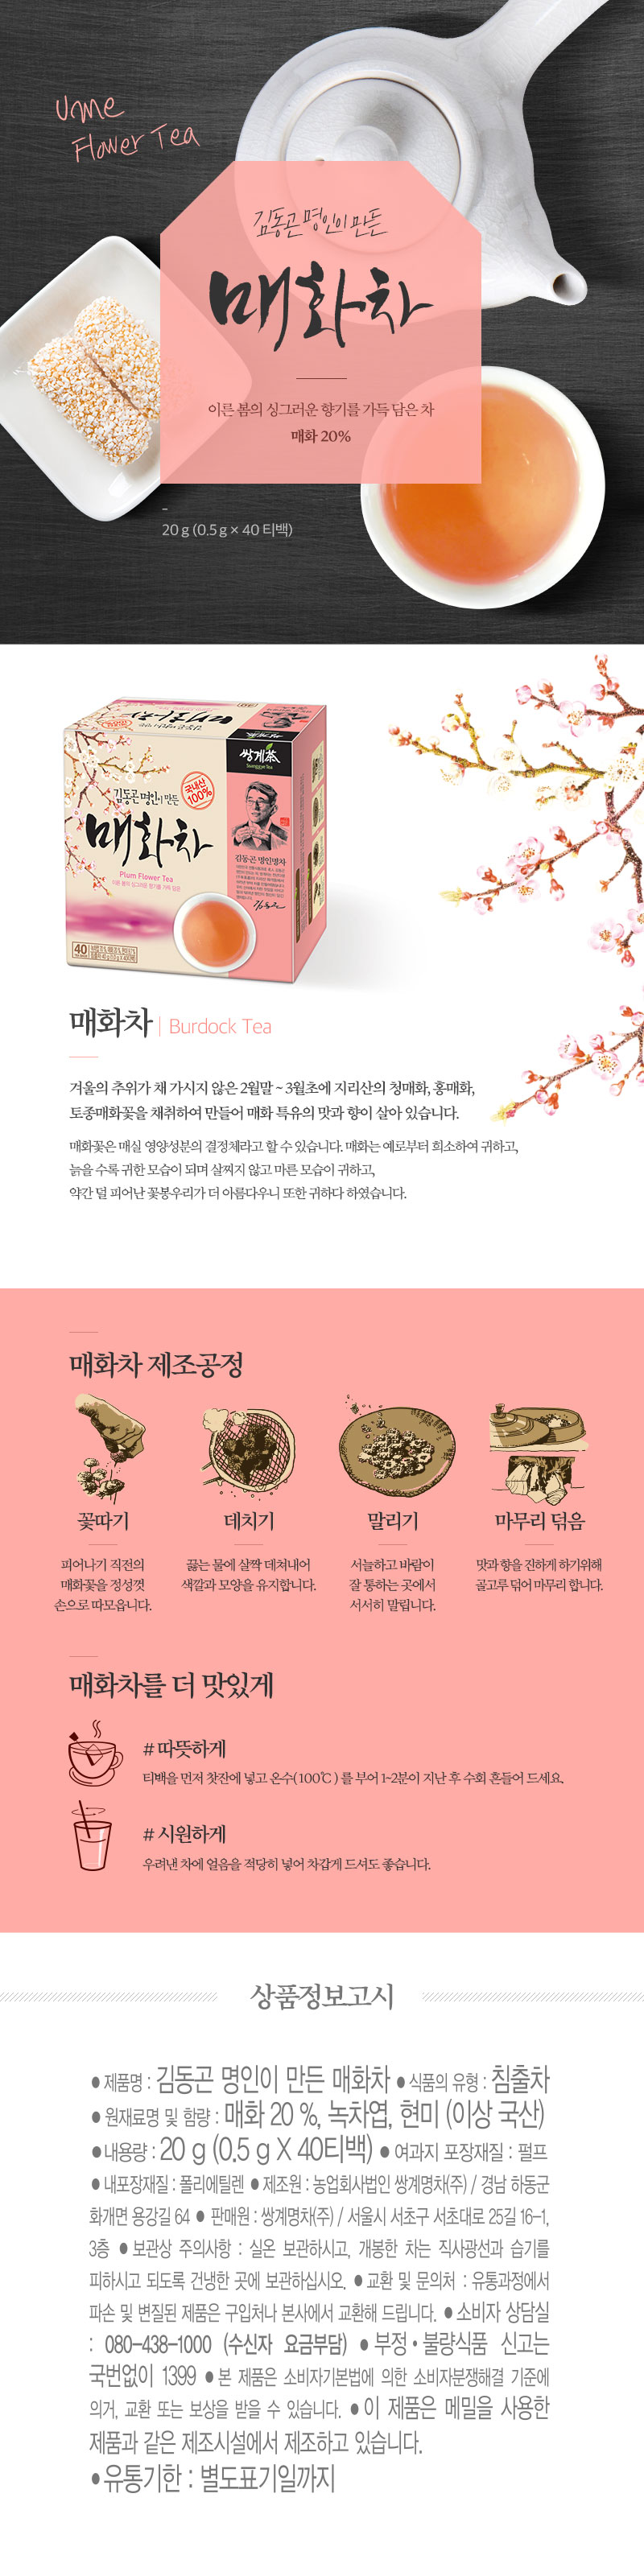 Ume
Flower Tea
김동곤 명인이 만든
매화차
이른 봄의 싱그러운 향기를 가득 담은 차
매화 20%
20 g (0.5 g × 40 티백)
쌍계茶
Ssanggye Tea
국내산
100%
김동곤 명인이 만든
매화차
Plum Flower Tea
이른 봄의 싱그러운 향기를 가득 담은
김동곤 명인명차
40
매화차 | Burdock Tea
겨울의 추위가 채 가시지 않은 2월말 ~ 3월초에 지리산의 청매화, 홍매화,
토종매화꽃을 채취하여 만들어 매화 특유의 맛과 향이 살아 있습니다.
매화꽃은 매실 영양성분의 결정체라고 할 수 있습니다. 매화는 예로부터 희소하여 귀하고,
늙을 수록 귀한 모습이 되며 살찌지 않고 마른 모습이 귀하고,
약간 덜 피어난 꽃봉우리가 더 아름다우니 또한 귀하다 하였습니다.
매화차 제조공정
꽃따기
피어나기 직전의
매화꽃을 정성껏
손으로 따모읍니다.
데치기
끓는 물에 살짝 데쳐내어
색깔과 모양을 유지합니다.
말리기
서늘하고 바람이
잘 통하는 곳에서
서서히 말립니다.
마무리 덖음
맛과 향을 진하게 하기위해
골고루 덖어 마무리 합니다.
매화차를 더 맛있게
# 따뜻하게
티백을 먼저 찻잔에 넣고 온수( 100℃ ) 를 부어 1~2분이 지난 후 수회 흔들어 드세요.
# 시원하게
우려낸 차에 얼음을 적당히 넣어 차갑게 드셔도 좋습니다.
상품정보고시
● 제품명 : 김동곤 명인이 만든 매화차 ● 식품의 유형 : 침출차
● 원재료명 및 함량 : 매화 20 %, 녹차엽, 현미 (이상 국산)
● 내용량 : 20 g (0.5 g X 40티백) ● 여과지 포장재질 : 펄프
● 내포장재질 : 폴리에틸렌 ● 제조원 : 농업회사법인 쌍계명차(주) / 경남 하동군
화개면 용강길 64 ● 판매원 : 쌍계명차(주) / 서울시 서초구 서초대로 25길 16-1,
3층 ● 보관상 주의사항 : 실온 보관하시고, 개봉한 차는 직사광선과 습기를
피하시고 되도록 건냉한 곳에 보관하십시오. ● 교환 및 문의처 : 유통과정에서
파손 및 변질된 제품은 구입처나 본사에서 교환해 드립니다. ● 소비자 상담실
: 080-438-1000 (수신자 요금부담) ● 부정 • 불량식품 신고는
국번없이 1399 ● 본 제품은 소비자기본법에 의한 소비자분쟁해결 기준에
의거, 교환 또는 보상을 받을 수 있습니다. ● 이 제품은 메밀을 사용한
제품과 같은 제조시설에서 제조하고 있습니다.
● 유통기한 : 별도표기일까지